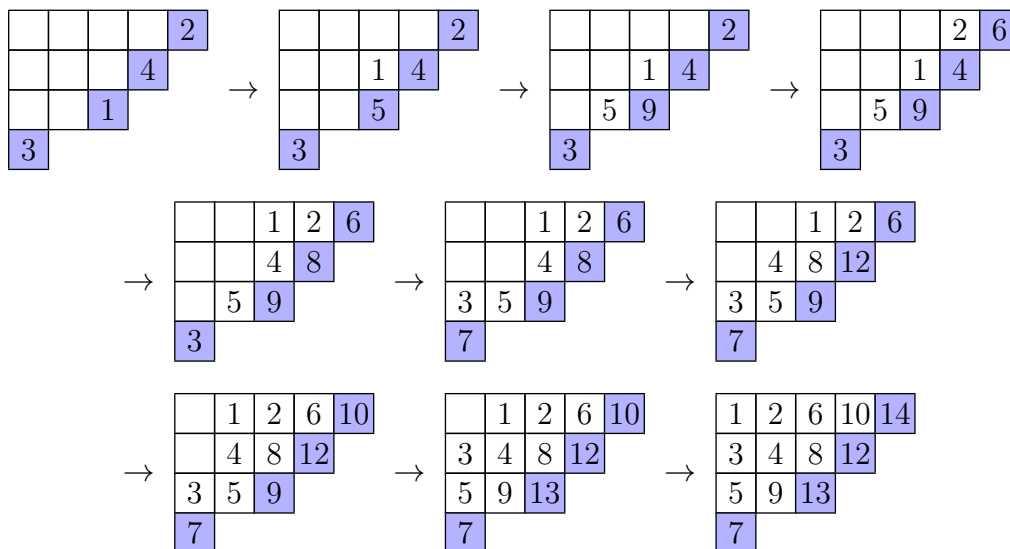 2 2 2 2 6
4 → 1 4 → 1 4 → 1 4
1 5 5 9 5 9
3 3 3 3
1 2 6 1 2 6 1 2 6
→ 4 8 → 4 8 → 4 8 12
5 9 3 5 9 3 5 9
3 7 7
1 2 6 10 1 2 6 10 1 2 6 10 14
→ 4 8 12 → 3 4 8 12 → 3 4 8 12
3 5 9 5 9 13 5 9 13
7 7 7